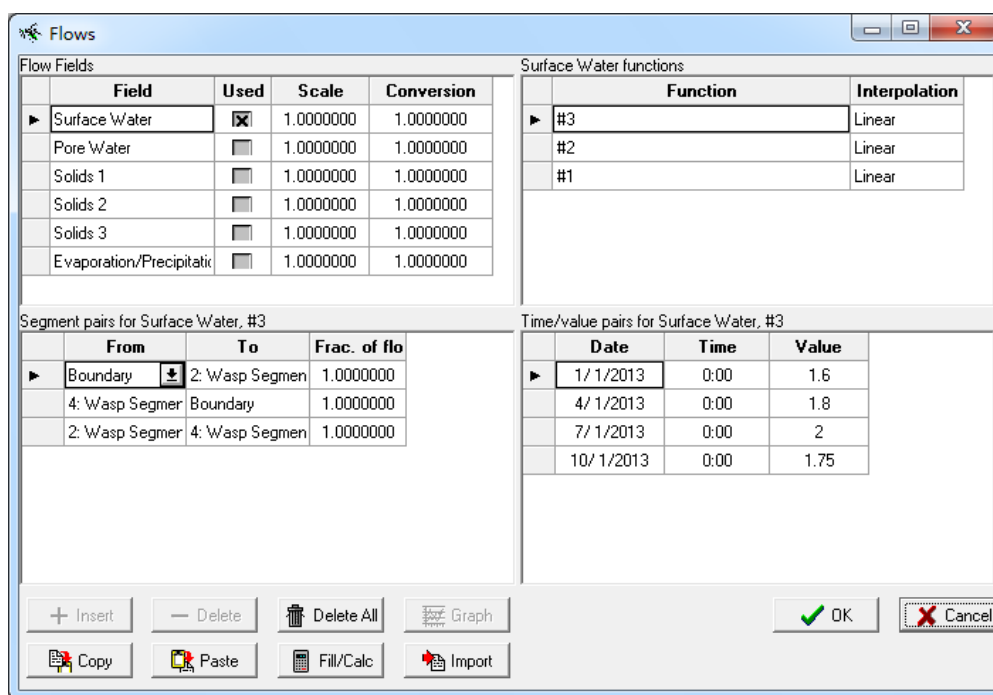 Flows
Flow Fields
Field Used Scale Conversion
Surface Water 1.0000000 1.0000000
Pore Water 1.0000000 1.0000000
Solids 1 1.0000000 1.0000000
Solids 2 1.0000000 1.0000000
Solids 3 1.0000000 1.0000000
Evaporation/Precipitatic 1.0000000 1.0000000
Surface Water functions
Function Interpolation
#3 Linear
#2 Linear
#1 Linear
Segment pairs for Surface Water, #3
From To Frac. of flo
Boundary 2: Wasp Segmen 1.0000000
4: Wasp Segmer Boundary 1.0000000
2: Wasp Segmer 4: Wasp Segmen 1.0000000
Time/value pairs for Surface Water, #3
Date Time Value
1/ 1/2013 0:00 1.6
4/ 1/2013 0:00 1.8
7/ 1/2013 0:00 2
10/ 1/2013 0:00 1.75
Insert Delete Delete All Graph OK Cancel
Copy Paste Fill/Calc Import